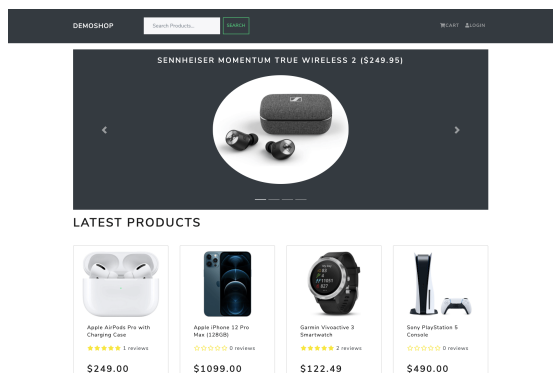 DEMOSHOP
Search Products...
SEARCH
CART
LOGIN
SENNHEISER MOMENTUM TRUE WIRELESS 2 ($249.95)
LATEST PRODUCTS
Apple AirPods Pro with
Charging Case
1 reviews
$249.00
Apple iPhone 12 Pro
Max (128GB)
0 reviews
$1099.00
Garmin Vivoactive 3
Smartwatch
2 reviews
$122.49
Sony PlayStation 5
Console
0 reviews
$490.00